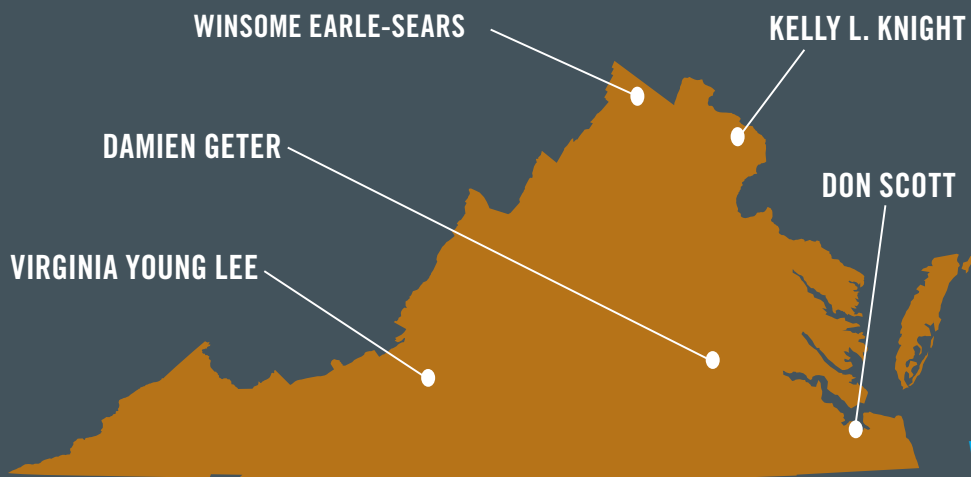 WINSOME EARLE-SEARS
KELLY L. KNIGHT
DAMIEN GETER
DON SCOTT
VIRGINIA YOUNG LEE